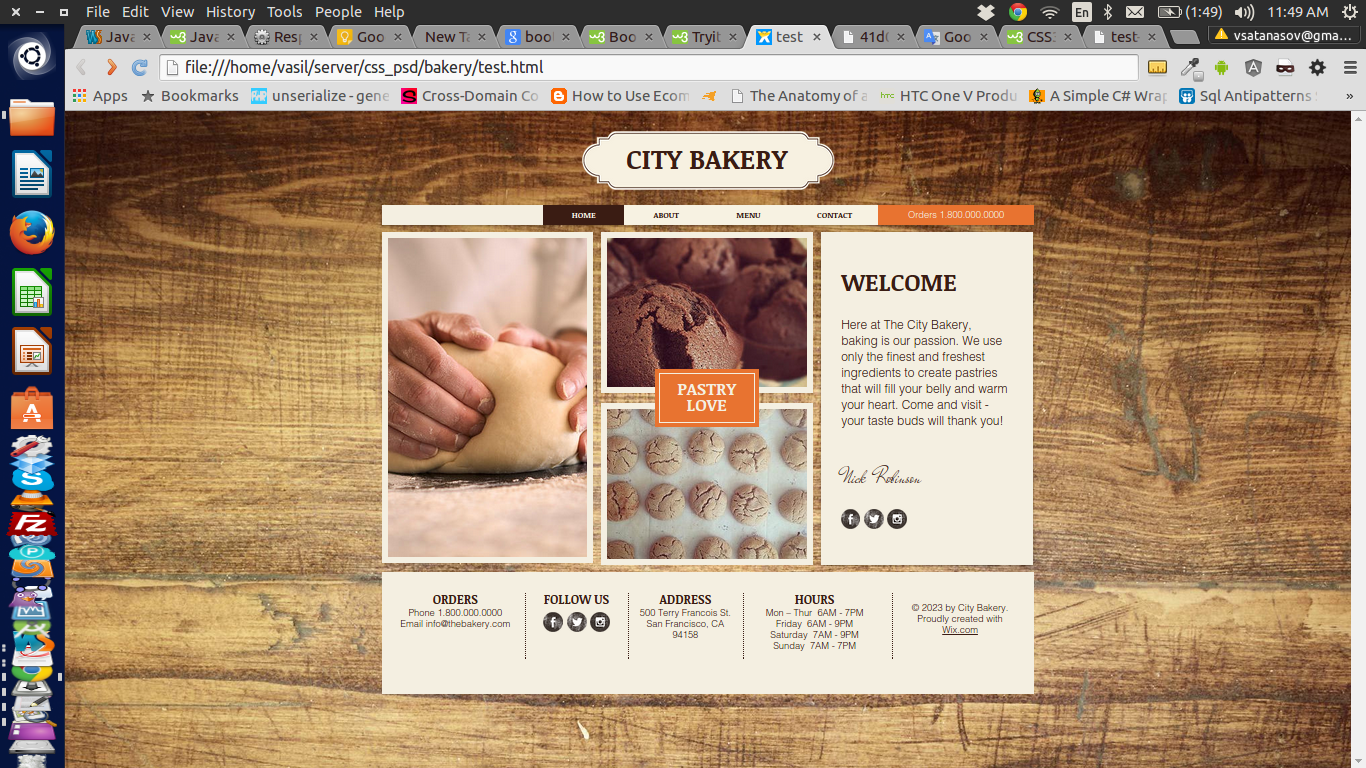 File Edit View History Tools People Help
En (1:49) 11:49 AM
Java Java Resp Goo New Ta boo Boo Tryit test 41d Goo CSS test vsatanasov@gma...
file:///home/vasil/server/css_psd/bakery/test.html
Apps Bookmarks unserialize - gene Cross-Domain Co How to Use Ecom The Anatomy of a HTC One V Produ A Simple C# Wrap Sql Antipatterns »
CITY BAKERY
HOME ABOUT MENU CONTACT Orders 1.800.000.0000
WELCOME
Here at The City Bakery,
baking is our passion. We use
only the finest and freshest
ingredients to create pastries
that will fill your belly and warm
your heart. Come and visit -
your taste buds will thank you!
PASTRY
LOVE
Nick Robinson
ORDERS
Phone 1.800.000.0000
Email info@thebakery.com
FOLLOW US
ADDRESS
500 Terry Francois St.
San Francisco, CA
94158
HOURS
Mon – Thur 6AM - 7PM
Friday 6AM - 9PM
Saturday 7AM - 9PM
Sunday 7AM - 7PM
© 2023 by City Bakery.
Proudly created with
Wix.com